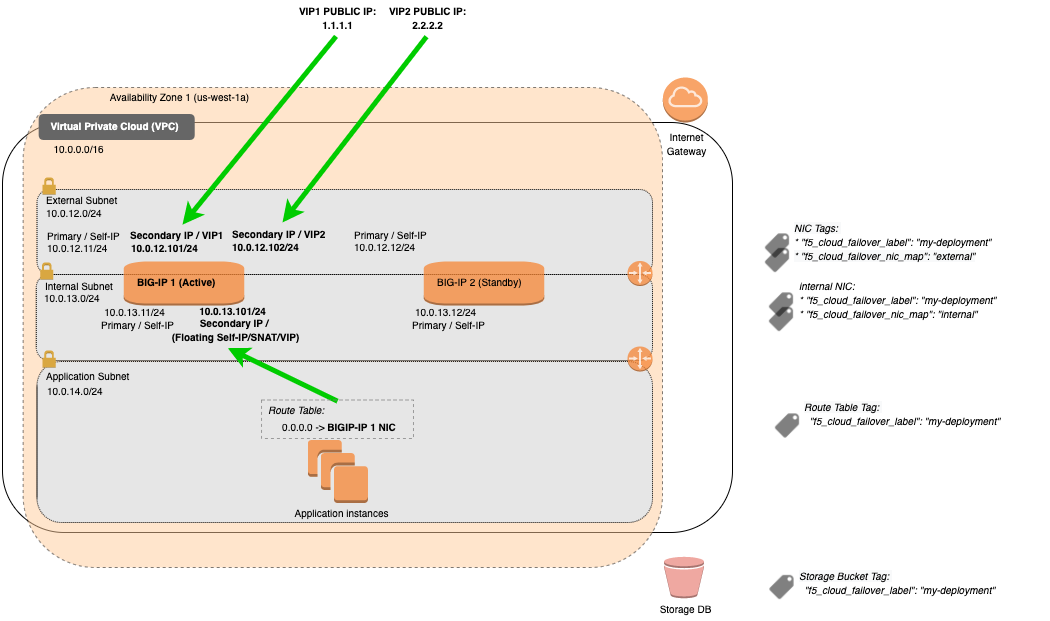 VIP1 PUBLIC IP:
1.1.1.1
VIP2 PUBLIC IP:
2.2.2.2
Availability Zone 1 (us-west-1a)
Virtual Private Cloud (VPC)
10.0.0.0/16
Internet
Gateway
External Subnet
10.0.12.0/24
Primary / Self-IP
10.0.12.11/24
Secondary IP / VIP1
10.0.12.101/24
Secondary IP / VIP2
10.0.12.102/24
Primary / Self-IP
10.0.12.12/24
BIG-IP 1 (Active)
BIG-IP 2 (Standby)
Internal Subnet
10.0.13.0/24
10.0.13.11/24
Primary / Self-IP
10.0.13.101/24
Secondary IP /
(Floating Self-IP/SNAT/VIP)
10.0.13.12/24
Primary / Self-IP
Application Subnet
10.0.14.0/24
Route Table:
0.0.0.0 -> BIGIP-IP 1 NIC
Application instances
NIC Tags:
* "f5_cloud_failover_label": "my-deployment"
* "f5_cloud_failover_nic_map": "external"
internal NIC:
* "f5_cloud_failover_label": "my-deployment"
* "f5_cloud_failover_nic_map": "internal"
Route Table Tag:
"f5_cloud_failover_label": "my-deployment"
Storage DB
Storage Bucket Tag:
"f5_cloud_failover_label": "my-deployment"